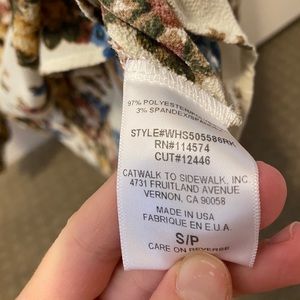 97% POLYESTER/
3% SPANDEX/
STYLE#WHS505586RK
RN#114574
CUT#12446
CATWALK TO SIDEWALK, INC.
4731 FRUITLAND AVENUE
VERNON, CA 90058
MADE IN USA
FABRIQUE EN E.U.A.
S/P
CARE ON REVERSE